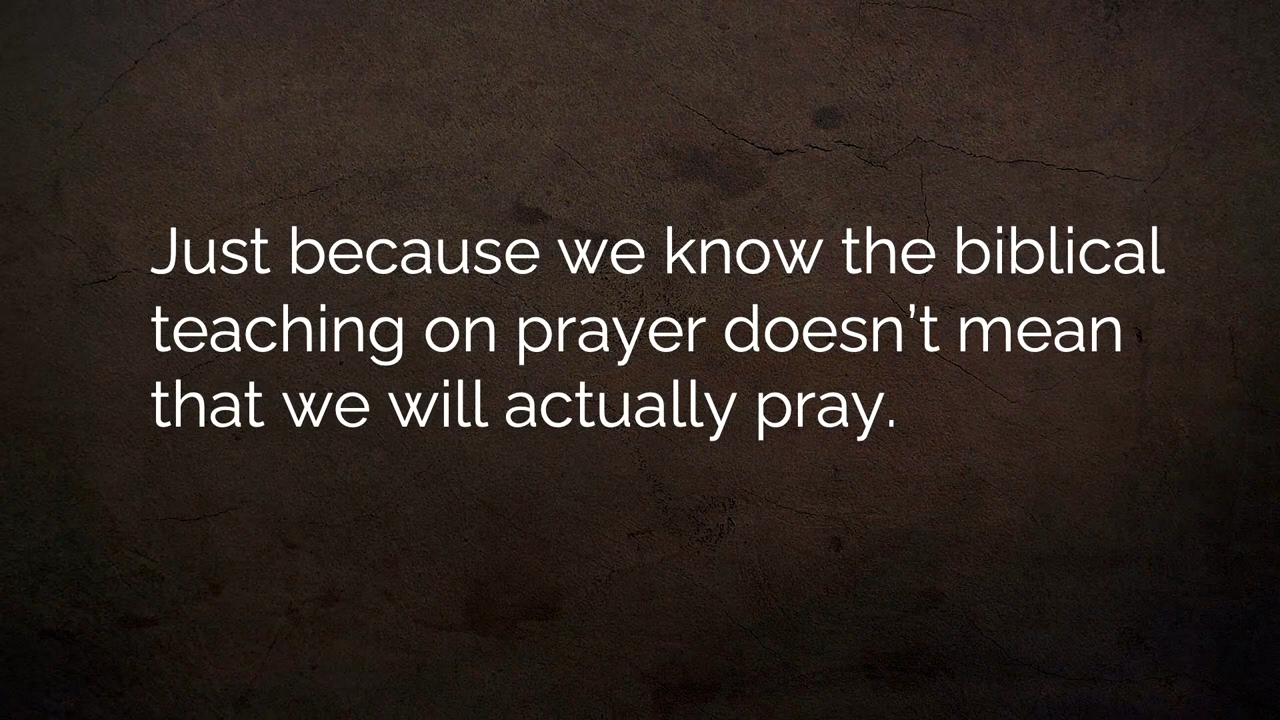 Just because we know the biblical
teaching on prayer doesn’t mean
that we will actually pray.